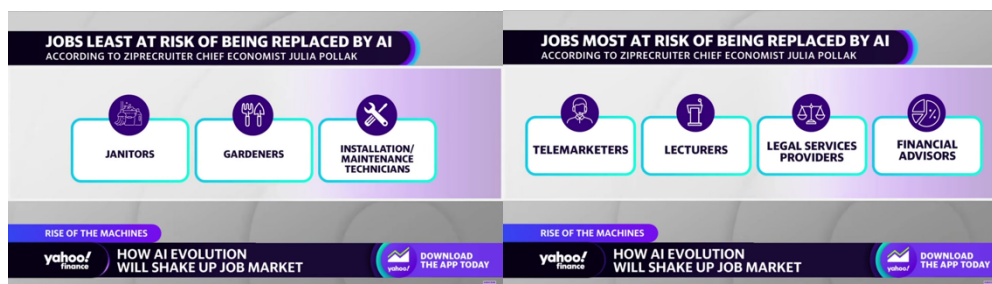 JOBS LEAST AT RISK OF BEING REPLACED BY AI
ACCORDING TO ZIPRECRUITER CHIEF ECONOMIST JULIA POLLAK
JANITORS
GARDENERS
INSTALLATION/
MAINTENANCE
TECHNICIANS
RISE OF THE MACHINES
yahoo!
finance
HOW AI EVOLUTION
WILL SHAKE UP JOB MARKET
yahoo!
DOWNLOAD
THE APP TODAY
JOBS MOST AT RISK OF BEING REPLACED BY AI
ACCORDING TO ZIPRECRUITER CHIEF ECONOMIST JULIA POLLAK
TELEMARKETERS
LECTURERS
LEGAL SERVICES
PROVIDERS
FINANCIAL
ADVISORS
RISE OF THE MACHINES
yahoo!
finance
HOW AI EVOLUTION
WILL SHAKE UP JOB MARKET
yahoo!
DOWNLOAD
THE APP TODAY